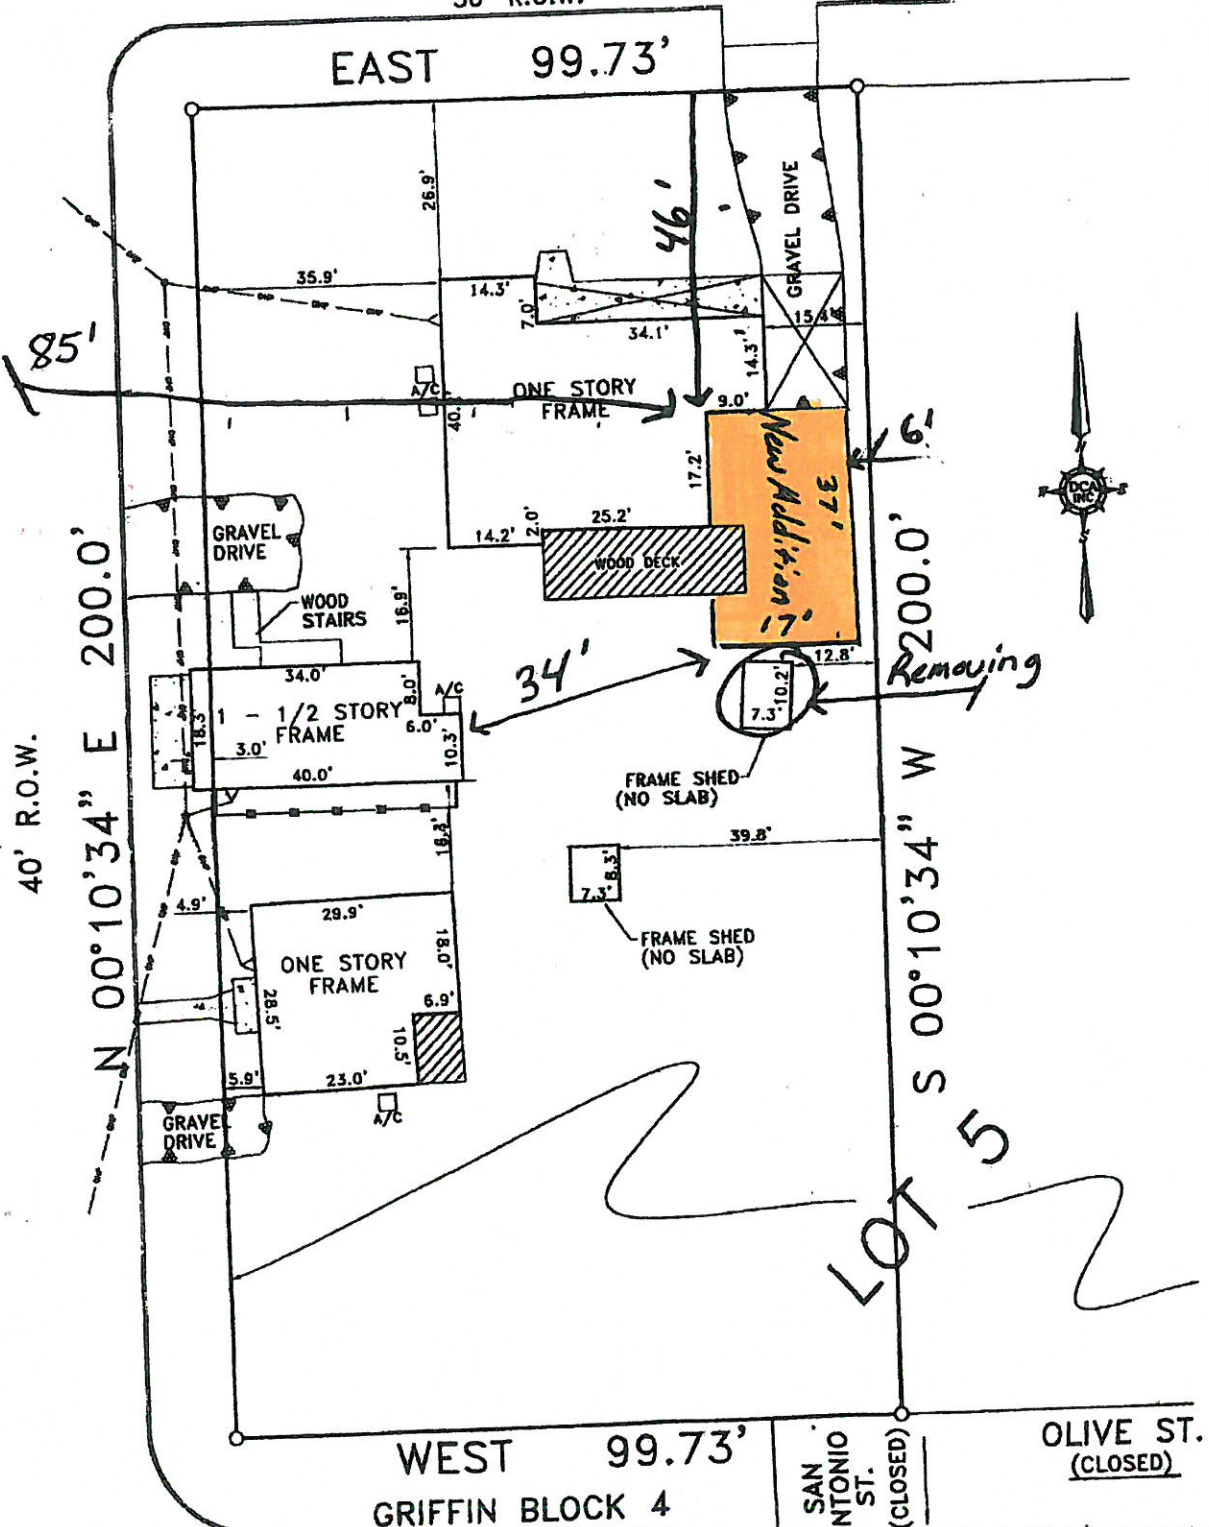 EAST 99.73'
26.9'
46'
GRAVEL DRIVE
35.9'
14.3'
7.0'
34.1'
15.4'
14.3'
85'
A/C
ONE STORY
FRAME
40.
9.0'
6'
17.2'
New Addition
37'
17'
GRAVEL
DRIVE
2.0'
25.2'
14.2'
WOOD DECK
DCA
INC
N
S
200.0'
200.0'
WOOD
STAIRS
16.9'
34'
12.8'
Removing
34.0'
8.0'
A/C
10.2'
7.3'
1 - 1/2 STORY
FRAME
18.3'
6.0'
3.0'
10.3'
40.0'
FRAME SHED
(NO SLAB)
40' R.O.W.
N 00°10'34" E
S 00°10'34" W
39.8'
8.3'
7.3'
4.9'
29.9'
FRAME SHED
(NO SLAB)
ONE STORY
FRAME
18.0'
28.5'
6.9'
10.5'
5.9'
23.0'
A/C
GRAVEL
DRIVE
LOT 5
WEST 99.73'
GRIFFIN BLOCK 4
SAN
NTONIO
ST.
(CLOSED)
OLIVE ST.
(CLOSED)